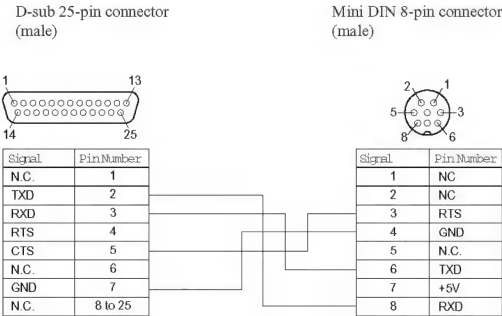 D-sub 25-pin connector
(male)
Mini DIN 8-pin connector
(male)
1 13
14 25
2 1
5 3
8 6
Signal Pin Number
N.C. 1
TXD 2
RXD 3
RTS 4
CTS 5
N.C. 6
GND 7
N.C. 8 to 25
Signal Pin Number
1 NC
2 NC
3 RTS
4 GND
5 N.C.
6 TXD
7 +5V
8 RXD